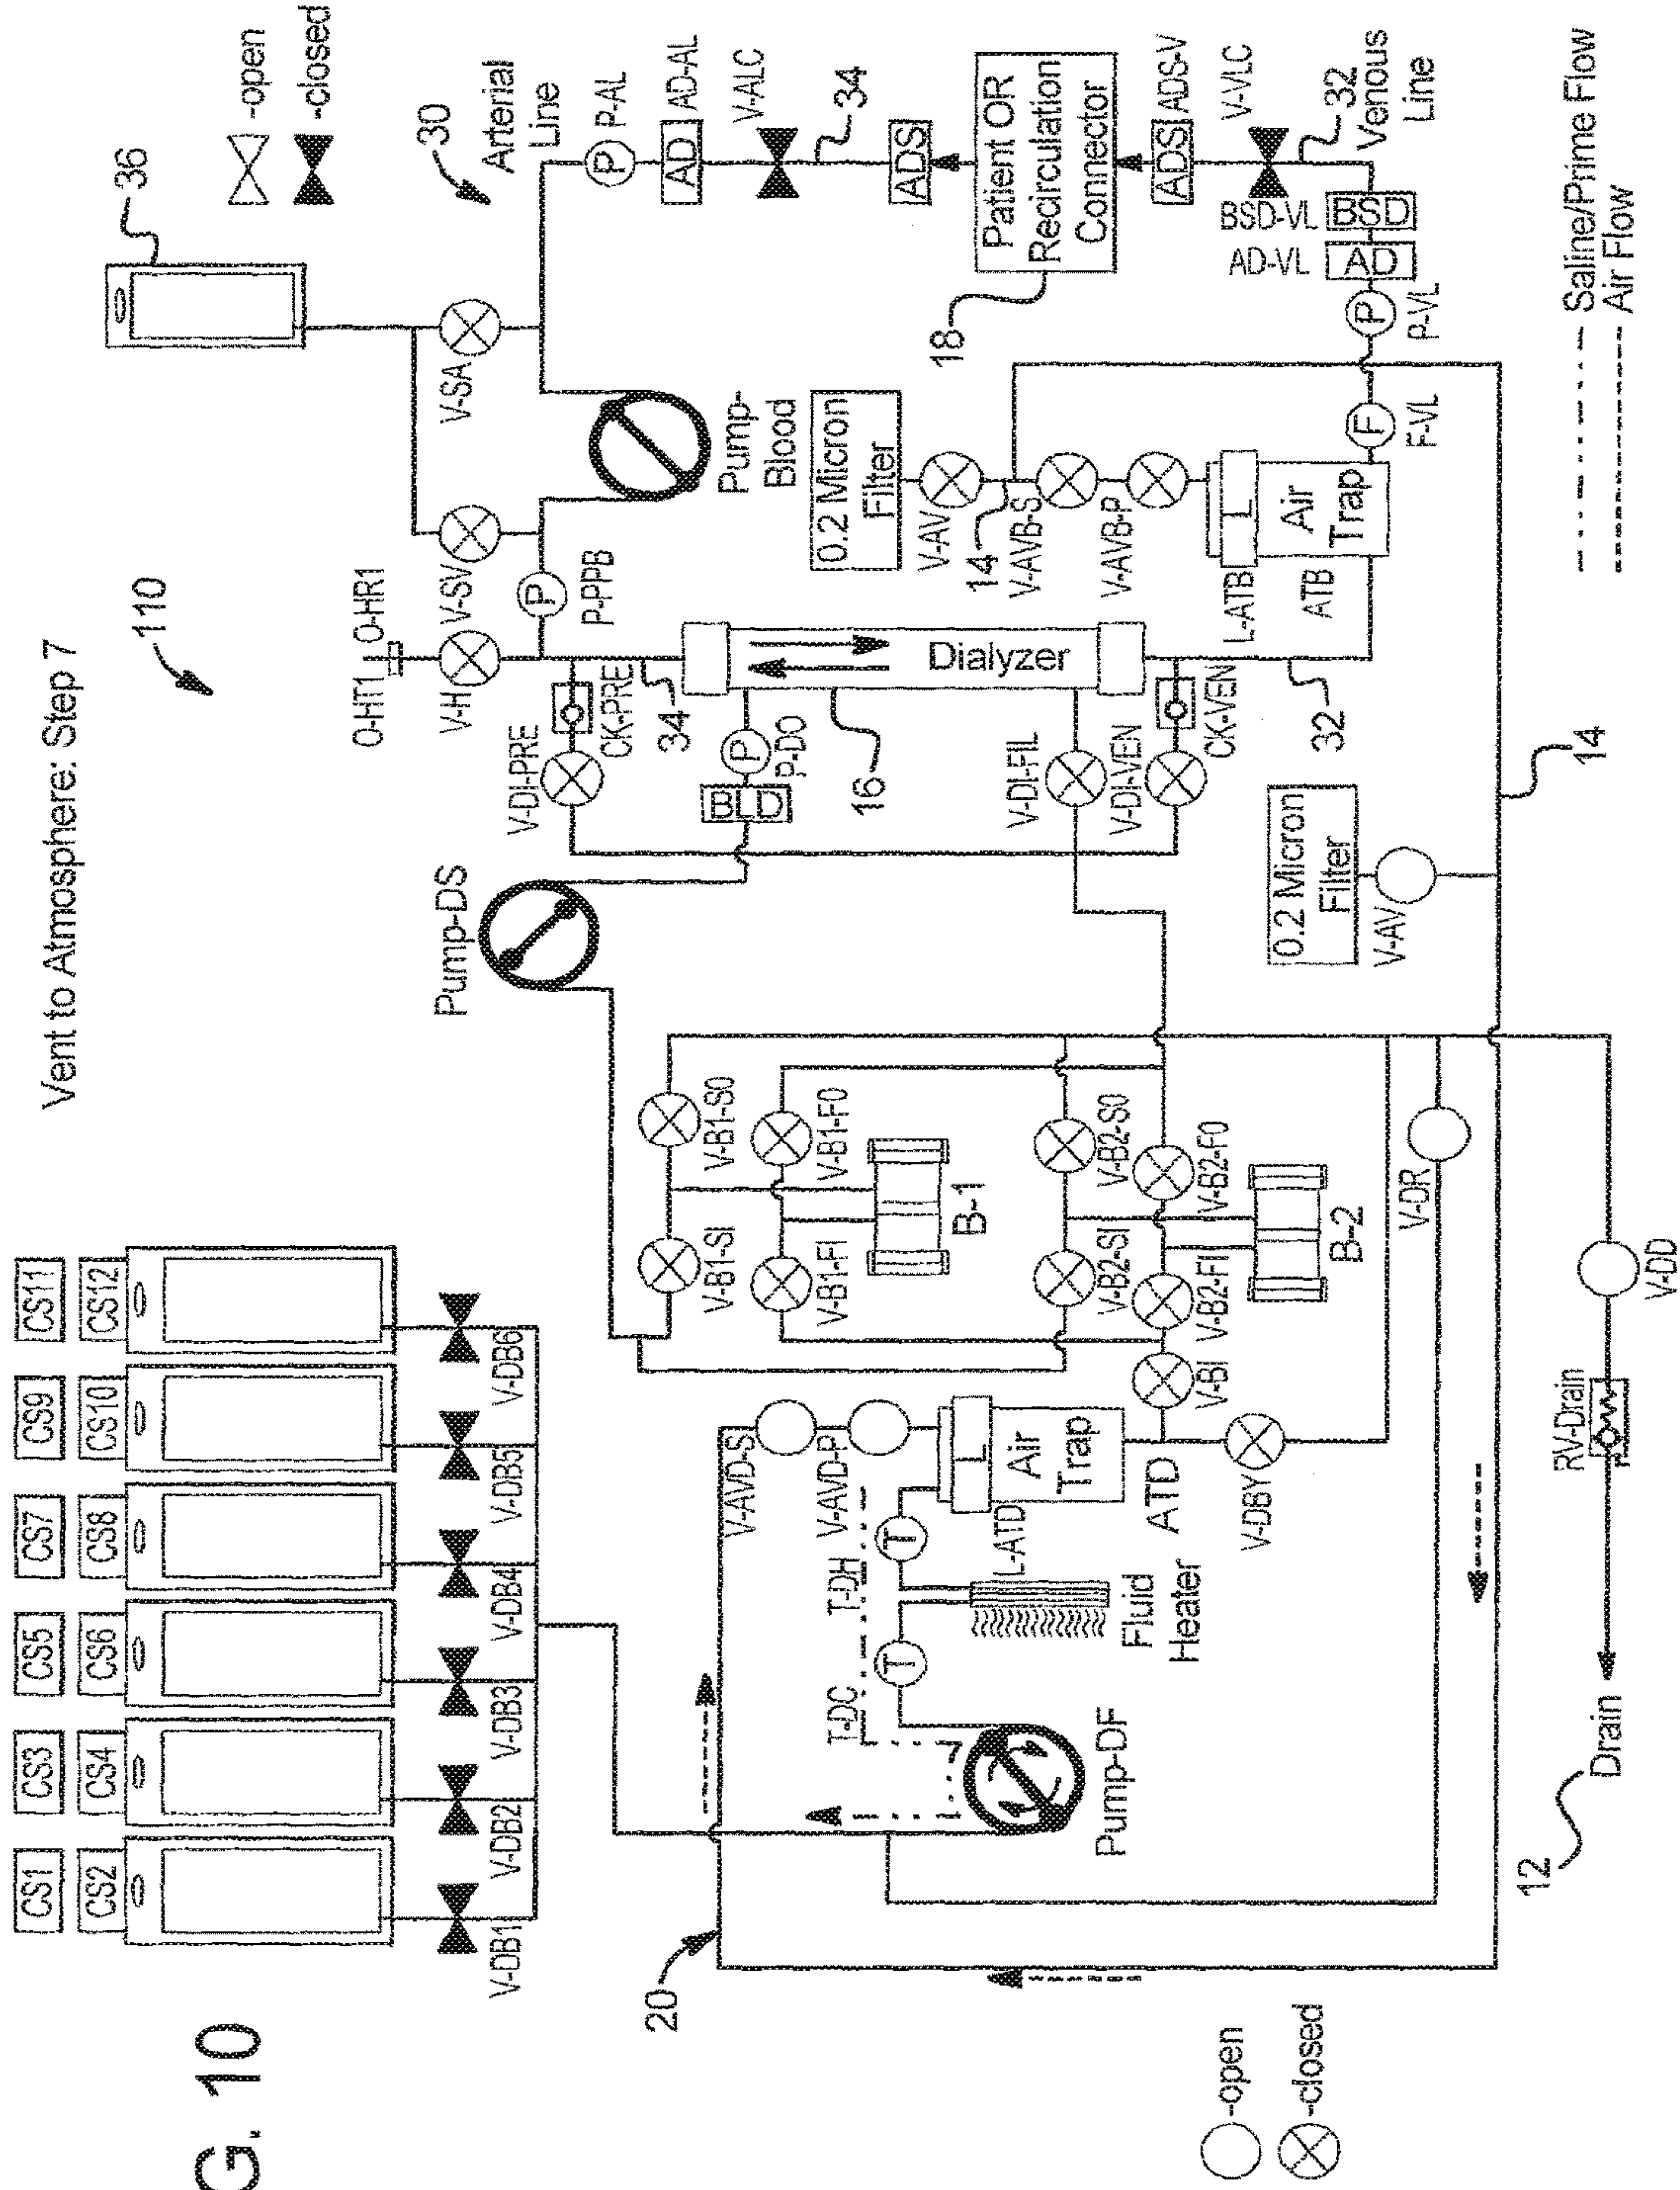 FIG. 10
Vent to Atmosphere: Step 7
110
36
-open
-closed
CS1
CS2
CS3
CS4
CS5
CS6
CS7
CS8
CS9
CS10
CS11
CS12
V-DB1
V-DB2
V-DB3
V-DB4
V-DB5
V-DB6
30
Arterial
Line
O-HT1
O-HR1
V-H
V-SV
V-SA
P
P-PPB
P
P-AL
AD
AD-AL
V-ALC
34
ADS
Pump-DS
V-DI-PRE
CK-PRE
34
BLD
P
P-DO
Dialyzer
16
Pump-
Blood
Patient OR
Recirculation
Connector
18
0.2 Micron
Filter
V-AV
14
V-AVB-S
V-AVB-P
L-ATB
L
Air
Trap
ATB
V-DI-FIL
V-DI-VEN
CK-VEN
32
ADS
ADS-V
V-VLC
32
Venous
Line
BSD-VL
BSD
AD-VL
AD
P
P-VL
F
F-VL
20
V-AVD-S
V-AVD-P
T-DC
T-DH
T
T
L-ATD
L
Air
Trap
ATD
Fluid
Heater
Pump-DF
V-B1-SI
V-B1-S0
V-B1-FI
V-B1-F0
B-1
V-B2-SI
V-B2-S0
V-B2-FI
V-B2-F0
B-2
V-BI
V-DBY
V-DR
0.2 Micron
Filter
V-AV
14
V-DD
RV-Drain
Drain
12
-open
-closed
Saline/Prime Flow
Air Flow